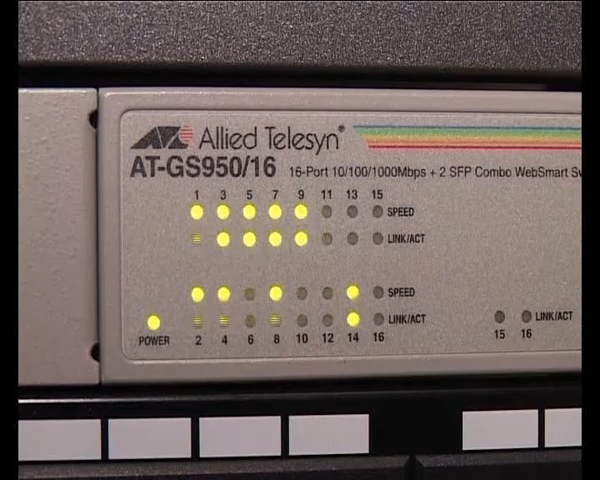 Allied Telesyn®
AT-GS950/16 16-Port 10/100/1000Mbps + 2 SFP Combo WebSmart
1 3 5 7 9 11 13 15
SPEED
LINK/ACT
SPEED
LINK/ACT
POWER 2 4 6 8 10 12 14 16
LINK/ACT
15 16